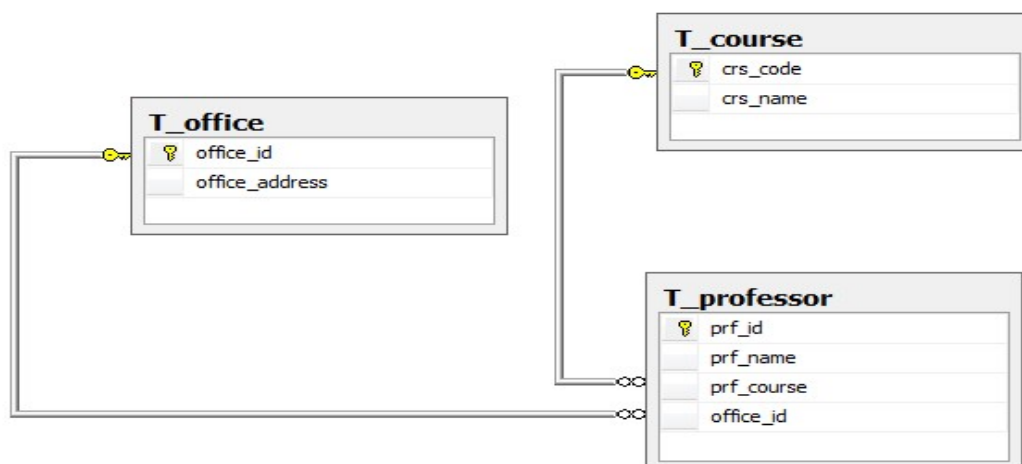 T_course
crs_code
crs_name
T_office
office_id
office_address
T_professor
prf_id
prf_name
prf_course
office_id